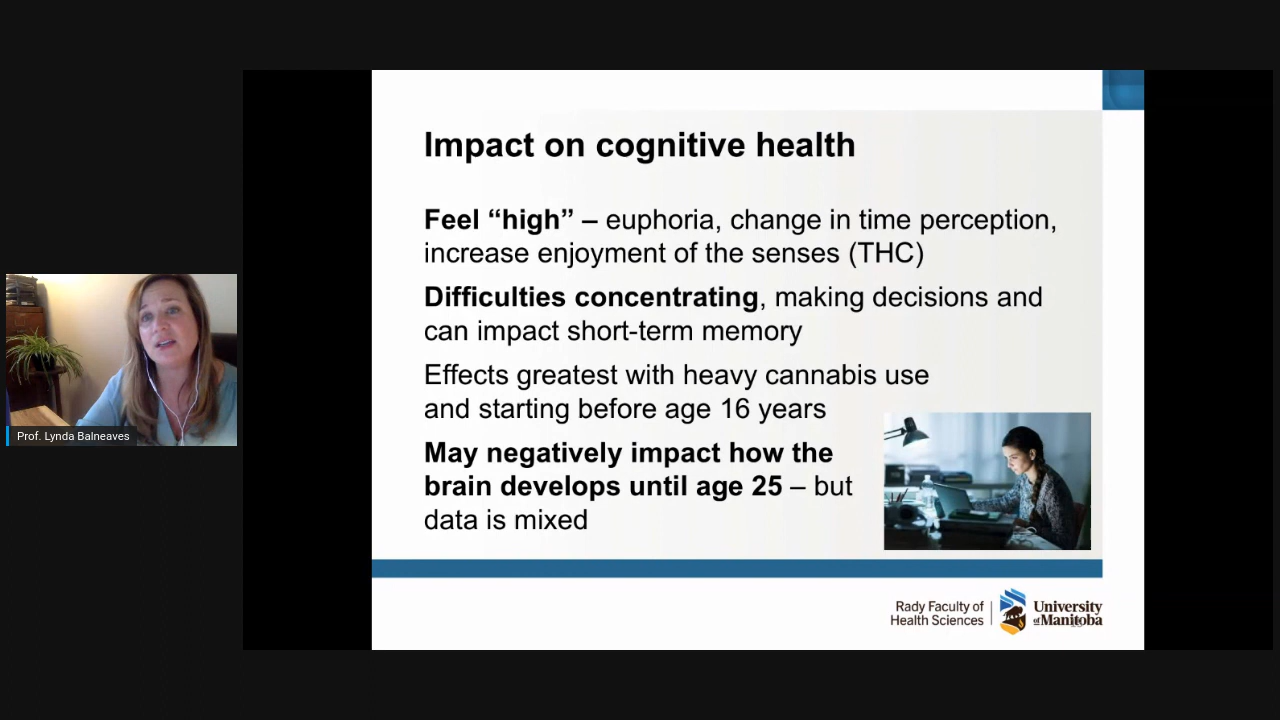 Impact on cognitive health
Feel “high” – euphoria, change in time perception,
increase enjoyment of the senses (THC)
Difficulties concentrating, making decisions and
can impact short-term memory
Effects greatest with heavy cannabis use
and starting before age 16 years
May negatively impact how the
brain develops until age 25 – but
data is mixed
Prof. Lynda Balneaves
Rady Faculty of
Health Sciences
University
of Manitoba